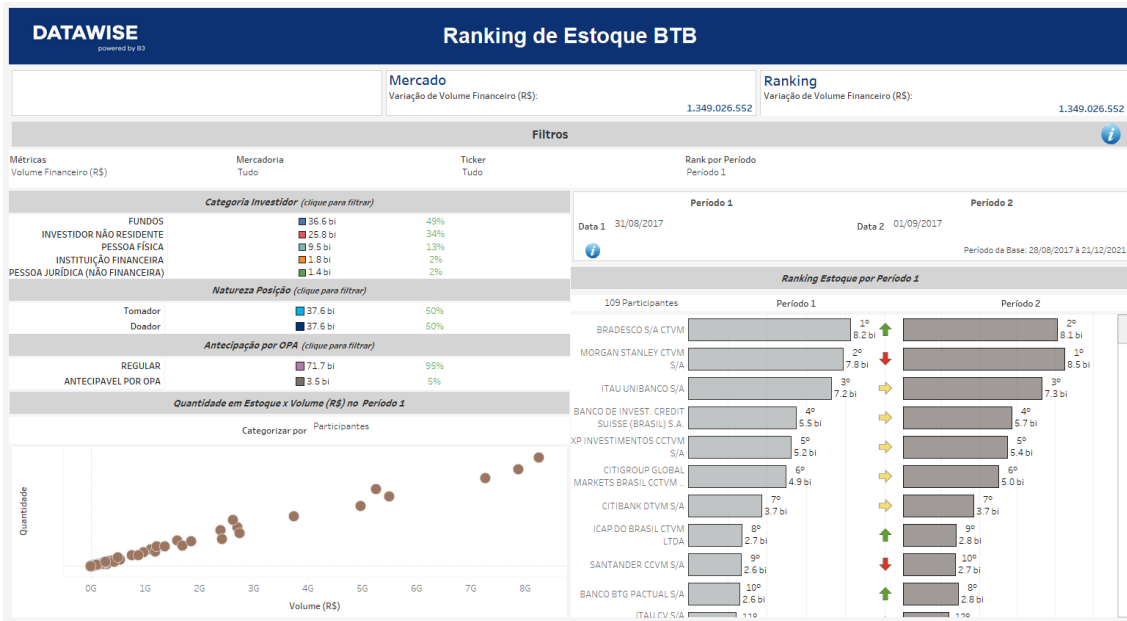 DATAWISE
powered by B3
Ranking de Estoque BTB
Mercado
Variação de Volume Financeiro (R$):
1.349.026.552
Ranking
Variação de Volume Financeiro (R$):
1.349.026.552
Filtros
Métricas
Volume Financeiro (R$)
Mercadoria
Tudo
Ticker
Tudo
Rank por Período
Período 1
Categoria Investidor (clique para filtrar)
FUNDOS 36.6 bi 49%
INVESTIDOR NÃO RESIDENTE 25.8 bi 34%
PESSOA FÍSICA 9.5 bi 13%
INSTITUIÇÃO FINANCEIRA 1.8 bi 2%
PESSOA JURÍDICA (NÃO FINANCEIRA) 1.4 bi 2%
Natureza Posição (clique para filtrar)
Tomador 37.6 bi 50%
Doador 37.6 bi 50%
Antecipação por OPA (clique para filtrar)
REGULAR 71.7 bi 95%
ANTECIPAVEL POR OPA 3.5 bi 5%
Quantidade em Estoque x Volume (R$) no Período 1
Categorizar por Participantes
Quantidade
0G 1G 2G 3G 4G 5G 6G 7G 8G
Volume (R$)
Período 1
Período 2
Data 1 31/08/2017
Data 2 01/09/2017
Período da Base: 28/08/2017 à 21/12/2021
Ranking Estoque por Período 1
109 Participantes Período 1 Período 2
BRADESCO S/A CTVM 1º 8.2 bi 2º 8.1 bi
MORGAN STANLEY CTVM
S/A 2º 7.8 bi 1º 8.5 bi
ITAU UNIBANCO S/A 3º 7.2 bi 3º 7.3 bi
BANCO DE INVEST. CREDIT
SUISSE (BRASIL) S.A. 4º 5.5 bi 4º 5.7 bi
XP INVESTIMENTOS CCTVM
S/A 5º 5.2 bi 5º 5.4 bi
CITIGROUP GLOBAL
MARKETS BRASIL CCTVM .. 6º 4.9 bi 6º 5.0 bi
CITIBANK DTVM S/A 7º 3.7 bi 7º 3.7 bi
ICAP DO BRASIL CTVM
LTDA 8º 2.7 bi 9º 2.8 bi
SANTANDER CCVM S/A 9º 2.6 bi 10º 2.7 bi
BANCO BTG PACTUAL S/A 10º 2.6 bi 8º 2.8 bi
ITAU CV S/A 11º 12º